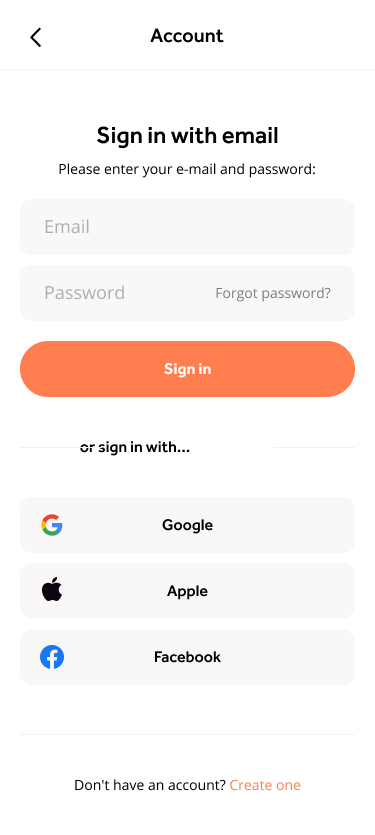 Account
Sign in with email
Please enter your e-mail and password:
Email
Password Forgot password?
Sign in
or sign in with...
Google
Apple
Facebook
Don't have an account? Create one